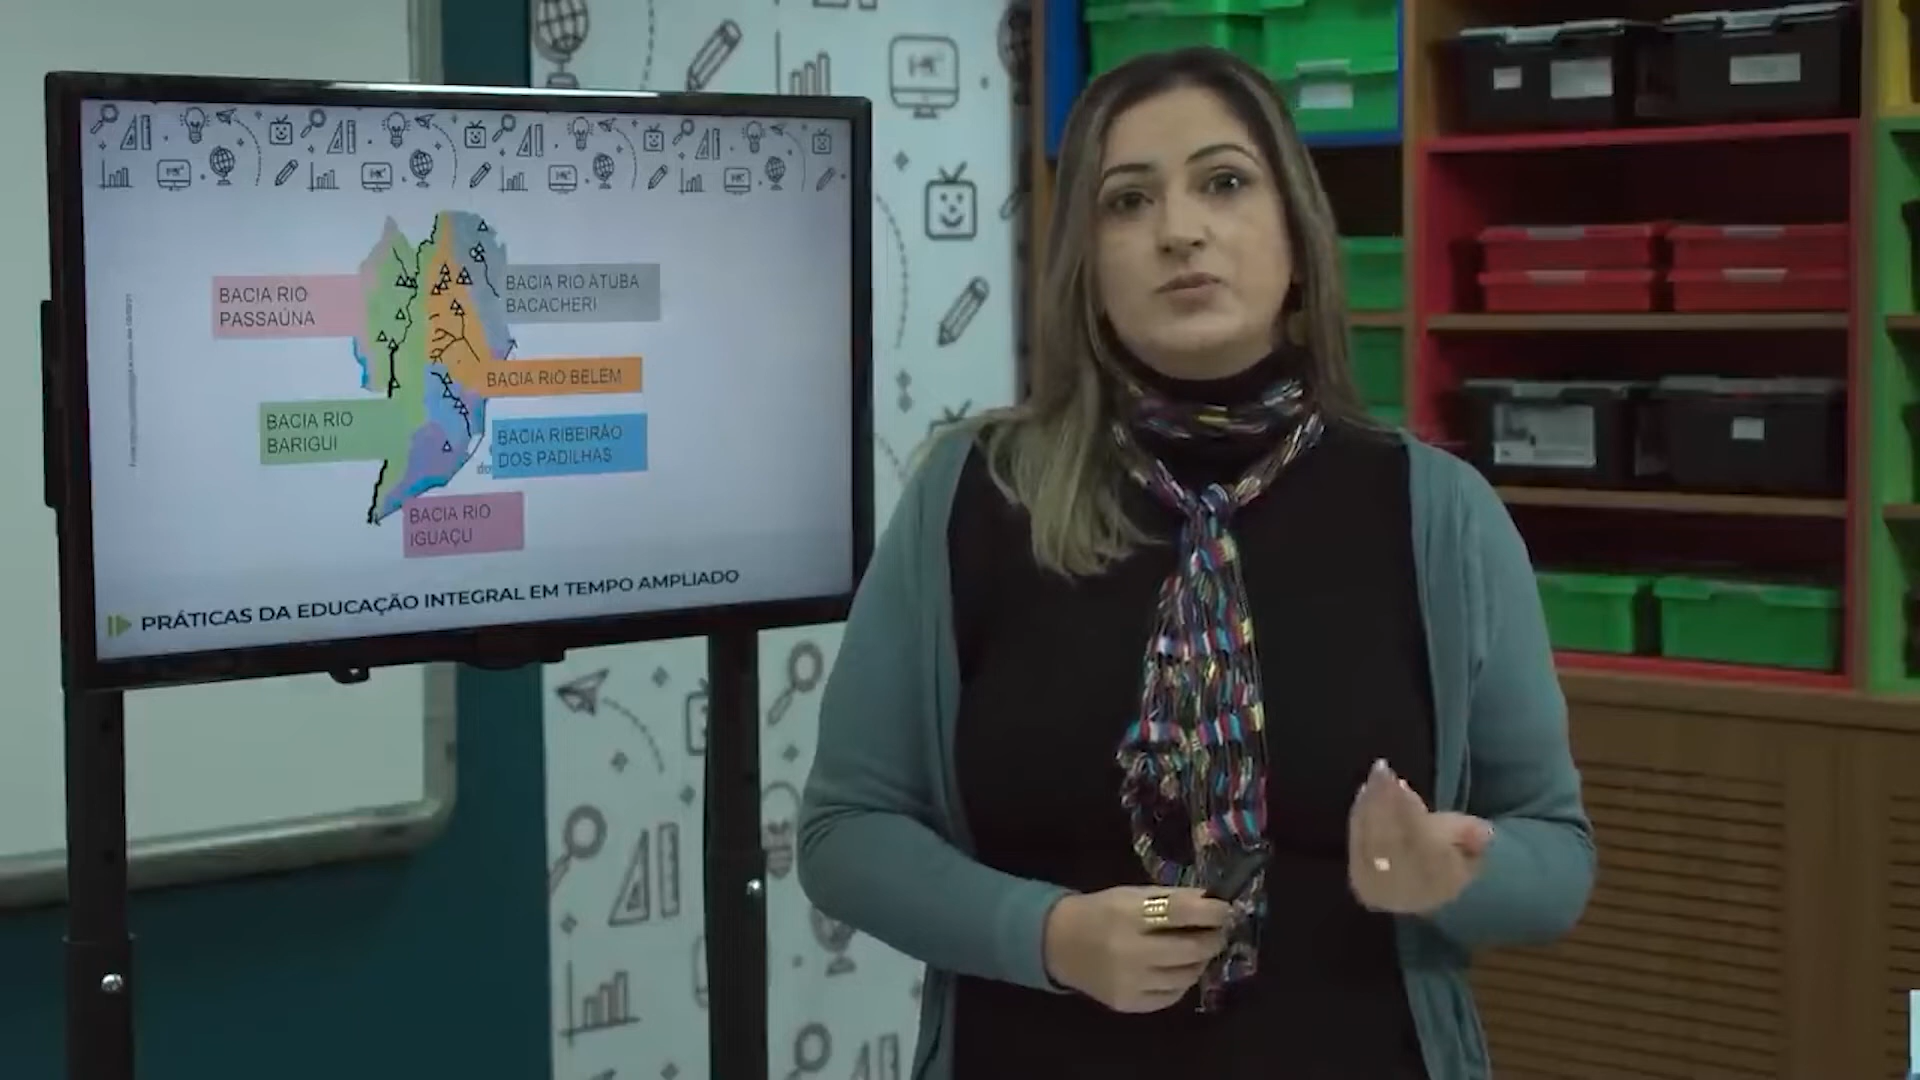 BACIA RIO
PASSAÚNA
BACIA RIO ATUBA
BACACHERI
BACIA RIO BELÉM
BACIA RIO
BARIGUI
BACIA RIBEIRÃO
DOS PADILHAS
BACIA RIO
IGUAÇU
PRÁTICAS DA EDUCAÇÃO INTEGRAL EM TEMPO AMPLIADO